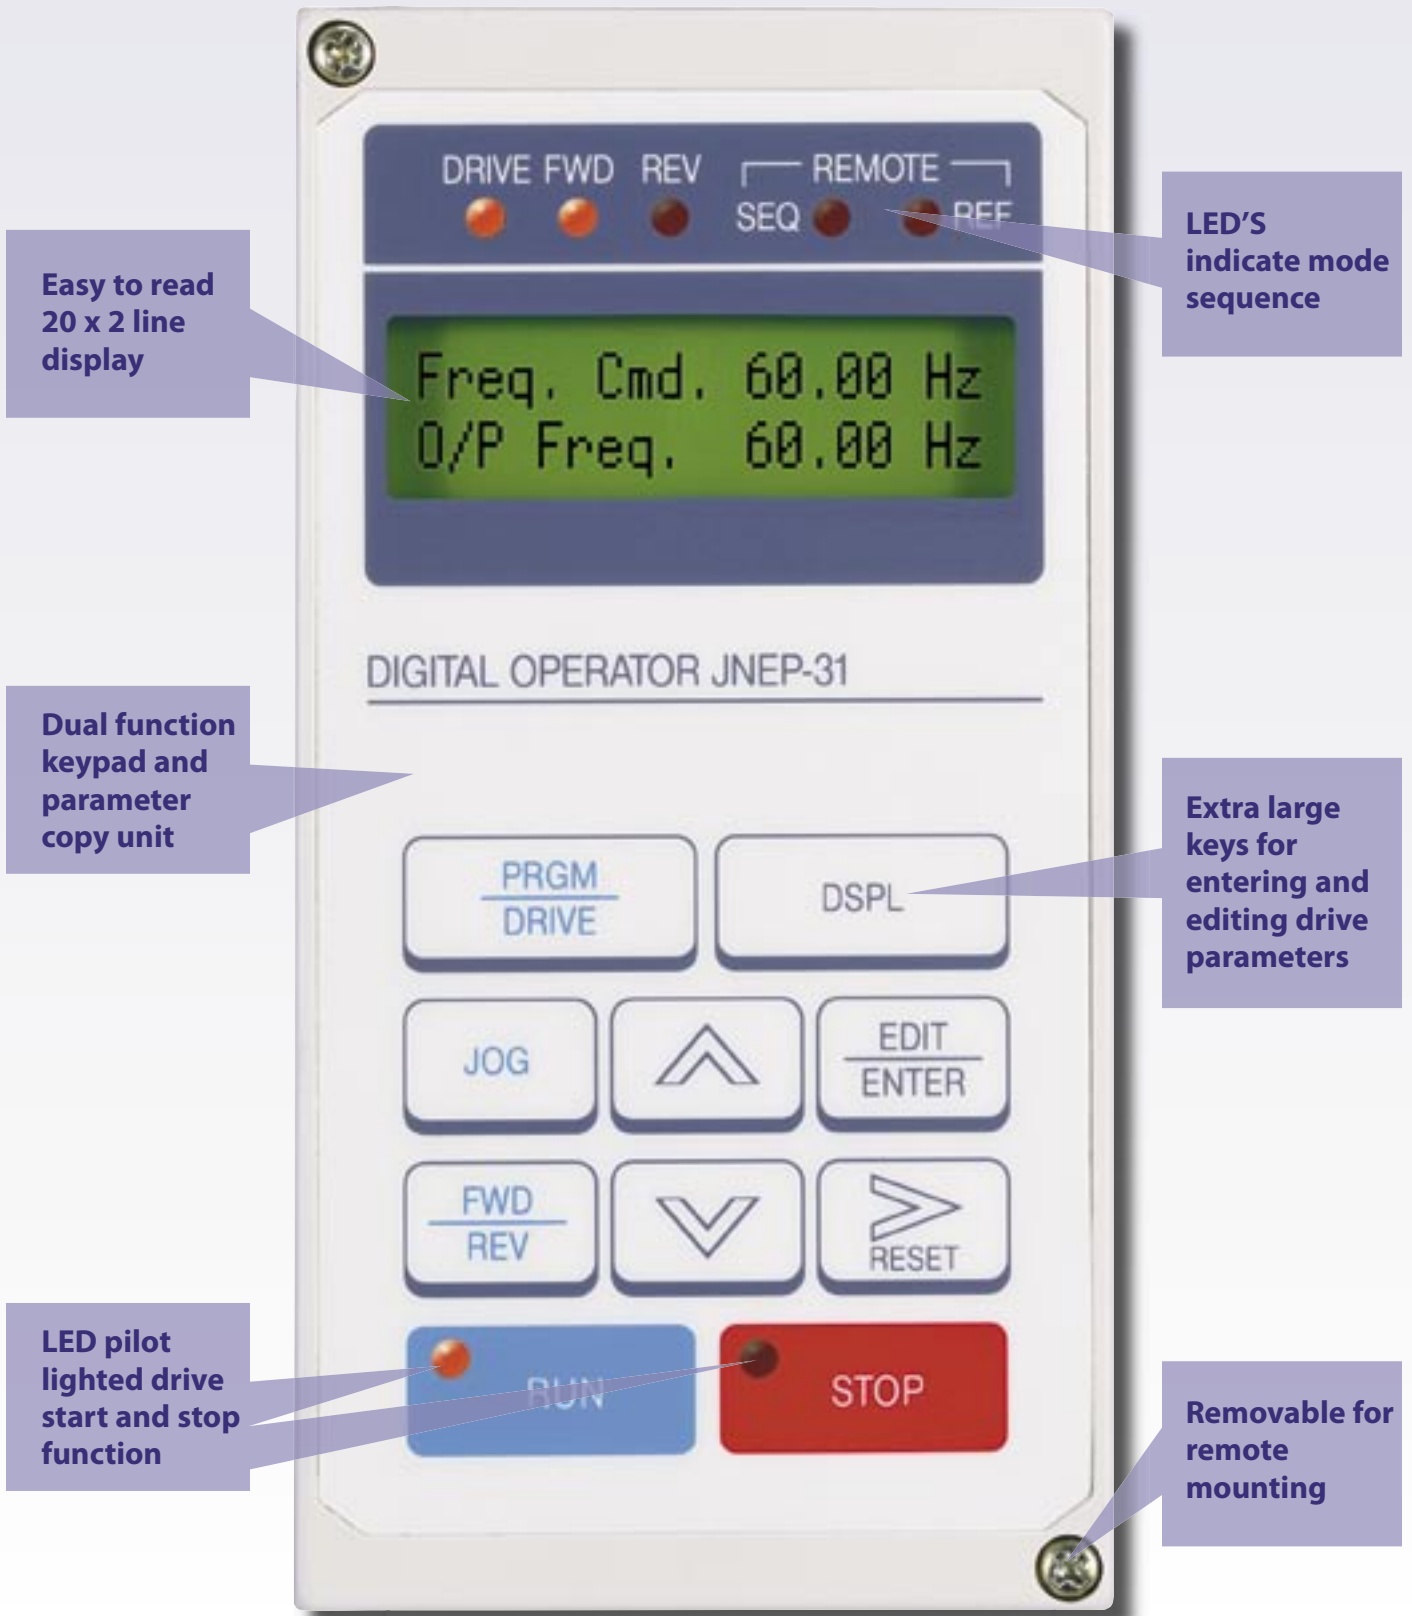 DRIVE FWD REV REMOTE
SEQ REF
LED'S
indicate mode
sequence
Easy to read
20 x 2 line
display
Freq. Cmd. 60.00 Hz
O/P Freq. 60.00 Hz
DIGITAL OPERATOR JNEP-31
Dual function
keypad and
parameter
copy unit
Extra large
keys for
entering and
editing drive
parameters
PRGM
DRIVE
DSPL
JOG
EDIT
ENTER
FWD
REV
RESET
LED pilot
lighted drive
start and stop
function
RUN
STOP
Removable for
remote
mounting